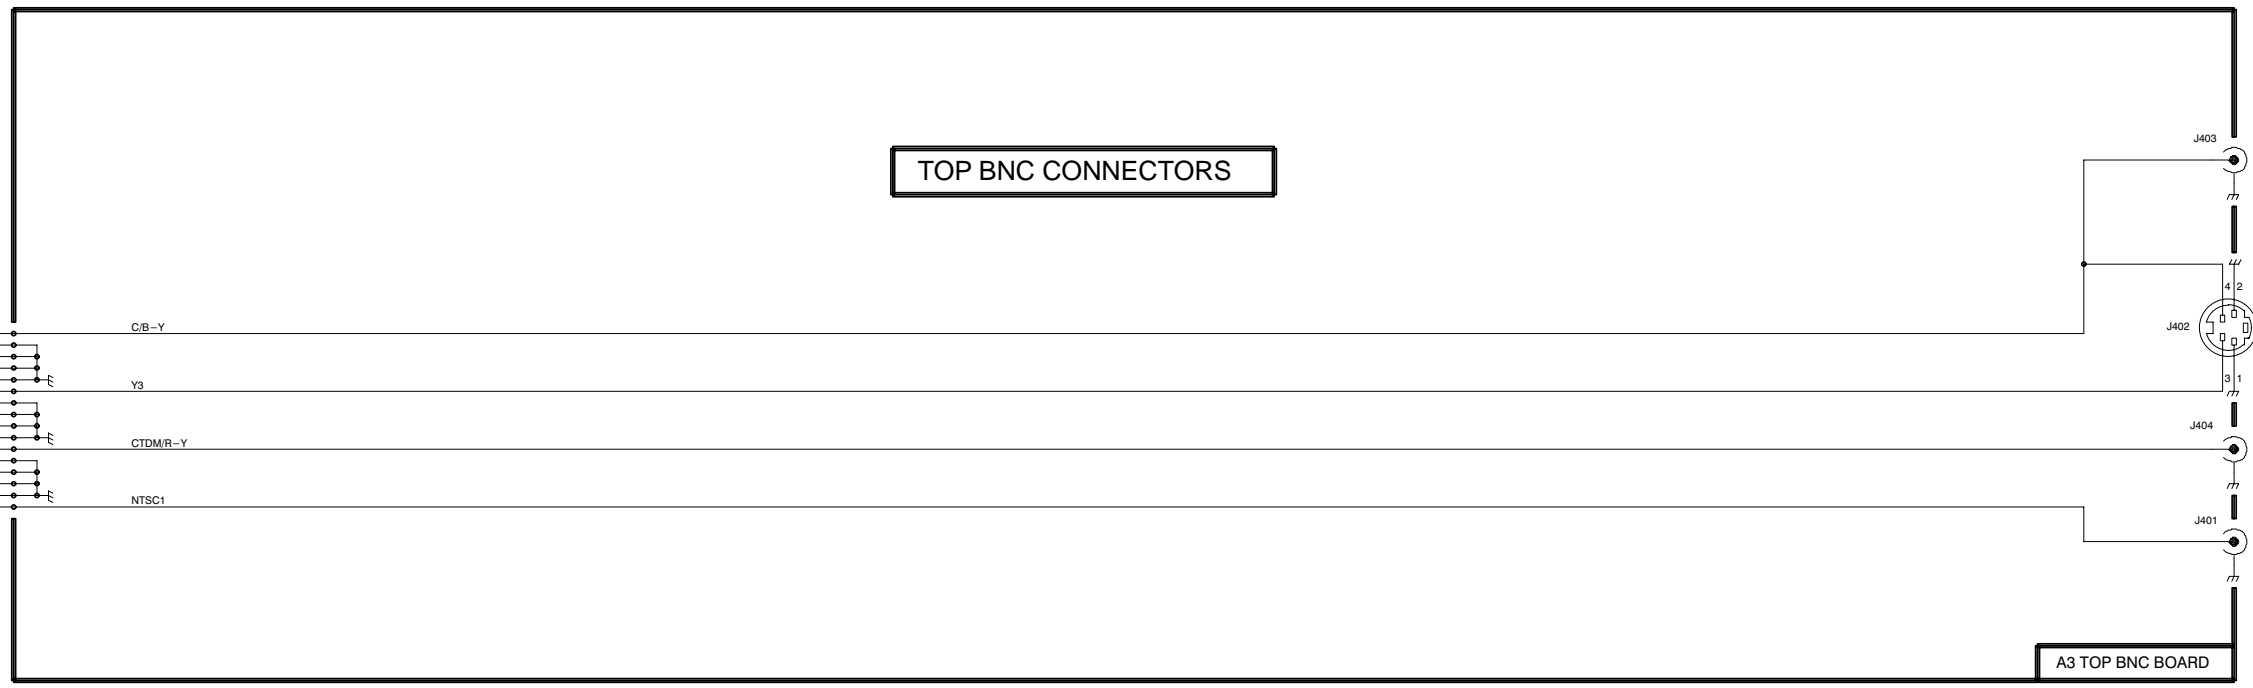 J403
TOP BNC CONNECTORS
4 2
C/B–Y
J402
Y3
3 1
J404
CTDM/R–Y
NTSC1
J401
A3 TOP BNC BOARD